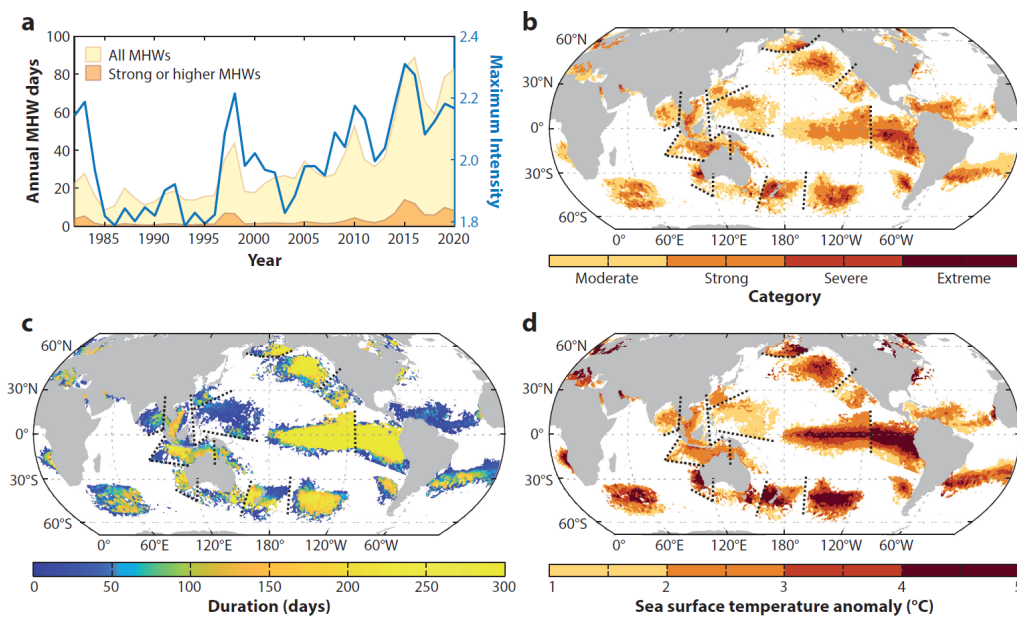 a
100
80
60
40
20
0
Annual MHW days
All MHWs
Strong or higher MHWs
2.4
2.2
2.0
1.8
Maximum Intensity
1985 1990 1995 2000 2005 2010 2015 2020
Year
b
60°N
30°N
0°
30°S
60°S
0° 60°E 120°E 180° 120°W 60°W
Moderate Strong Severe Extreme
Category
c
60°N
30°N
0°
30°S
60°S
0° 60°E 120°E 180° 120°W 60°W
0 50 100 150 200 250 300
Duration (days)
d
60°N
30°N
0°
30°S
60°S
0° 60°E 120°E 180° 120°W 60°W
1 2 3 4 5
Sea surface temperature anomaly (°C)